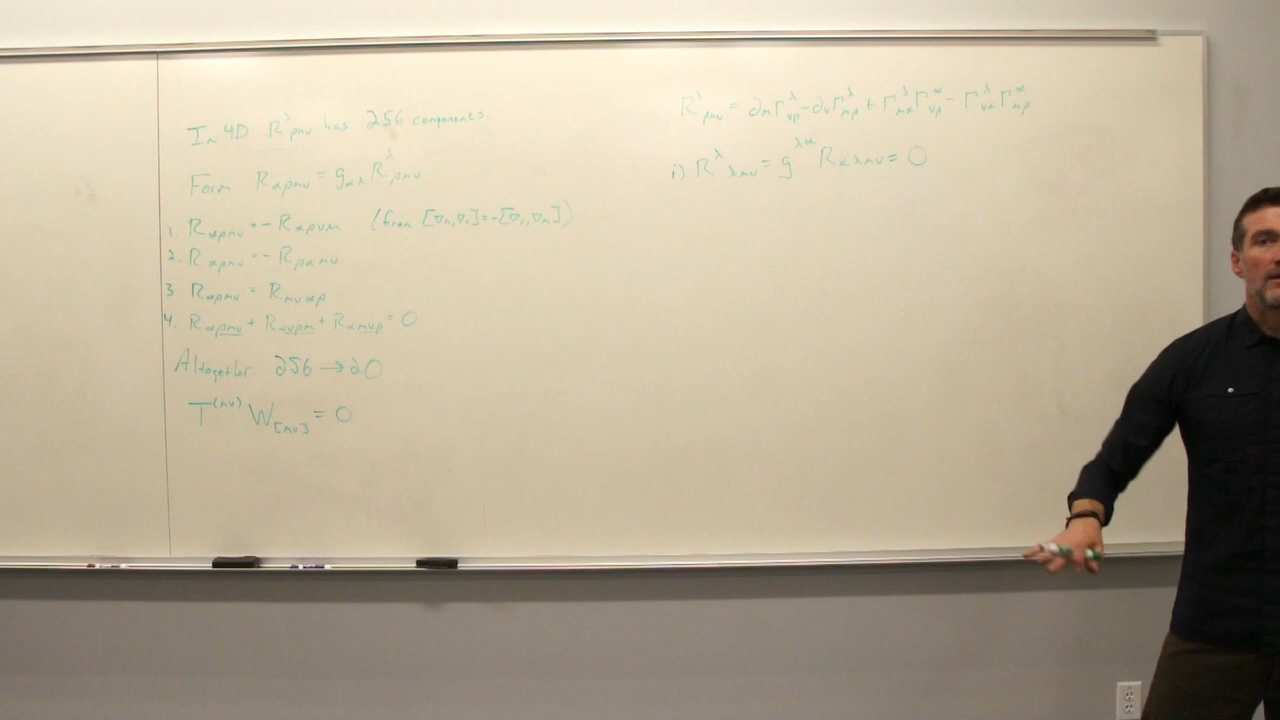 In 4D R^λ_ρμν has 256 components.
Form R_αρμν = g_αλ R^λ_ρμν
1. R_αρμν = - R_αρνμ (from [∇_μ,∇_ν]=-[∇_ν,∇_μ])
2. R_αρμν = - R_ραμν
3. R_αρμν = R_μναρ
4. R_αρμν + R_ανρμ + R_αμνρ = 0
Altogether 256 → 20
T^(μν) W_[μν] = 0
R^λ_ρμν = ∂_μ Γ^λ_νρ - ∂_ν Γ^λ_μρ + Γ^λ_μα Γ^α_νρ - Γ^λ_να Γ^α_μρ
i) R^λ_λμν = g^λα R_αλμν = 0